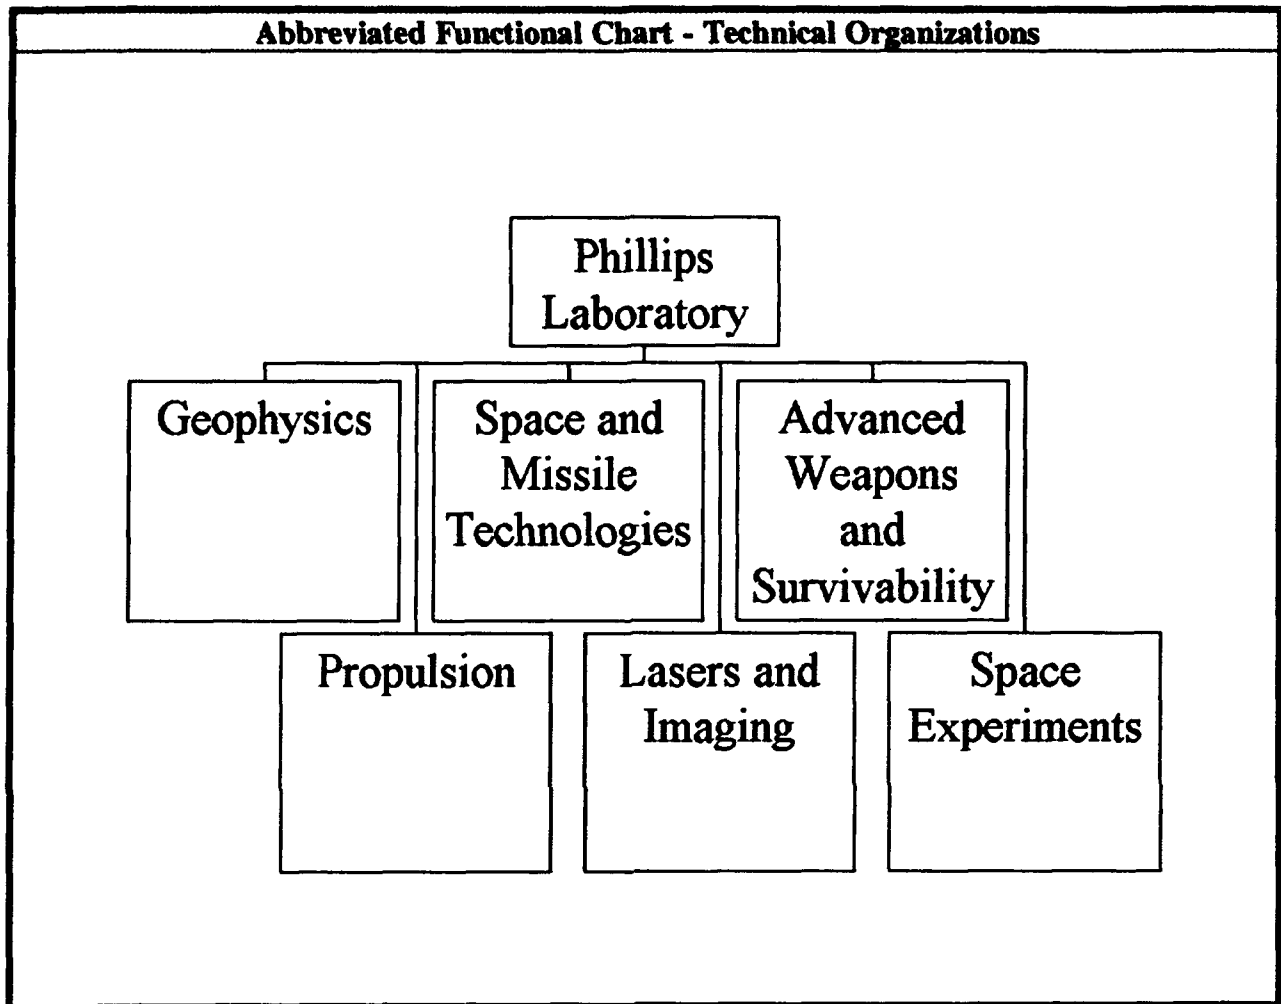 Abbreviated Functional Chart - Technical Organizations
Phillips
Laboratory
Geophysics
Space and
Missile
Technologies
Advanced
Weapons
and
Survivability
Propulsion
Lasers and
Imaging
Space
Experiments